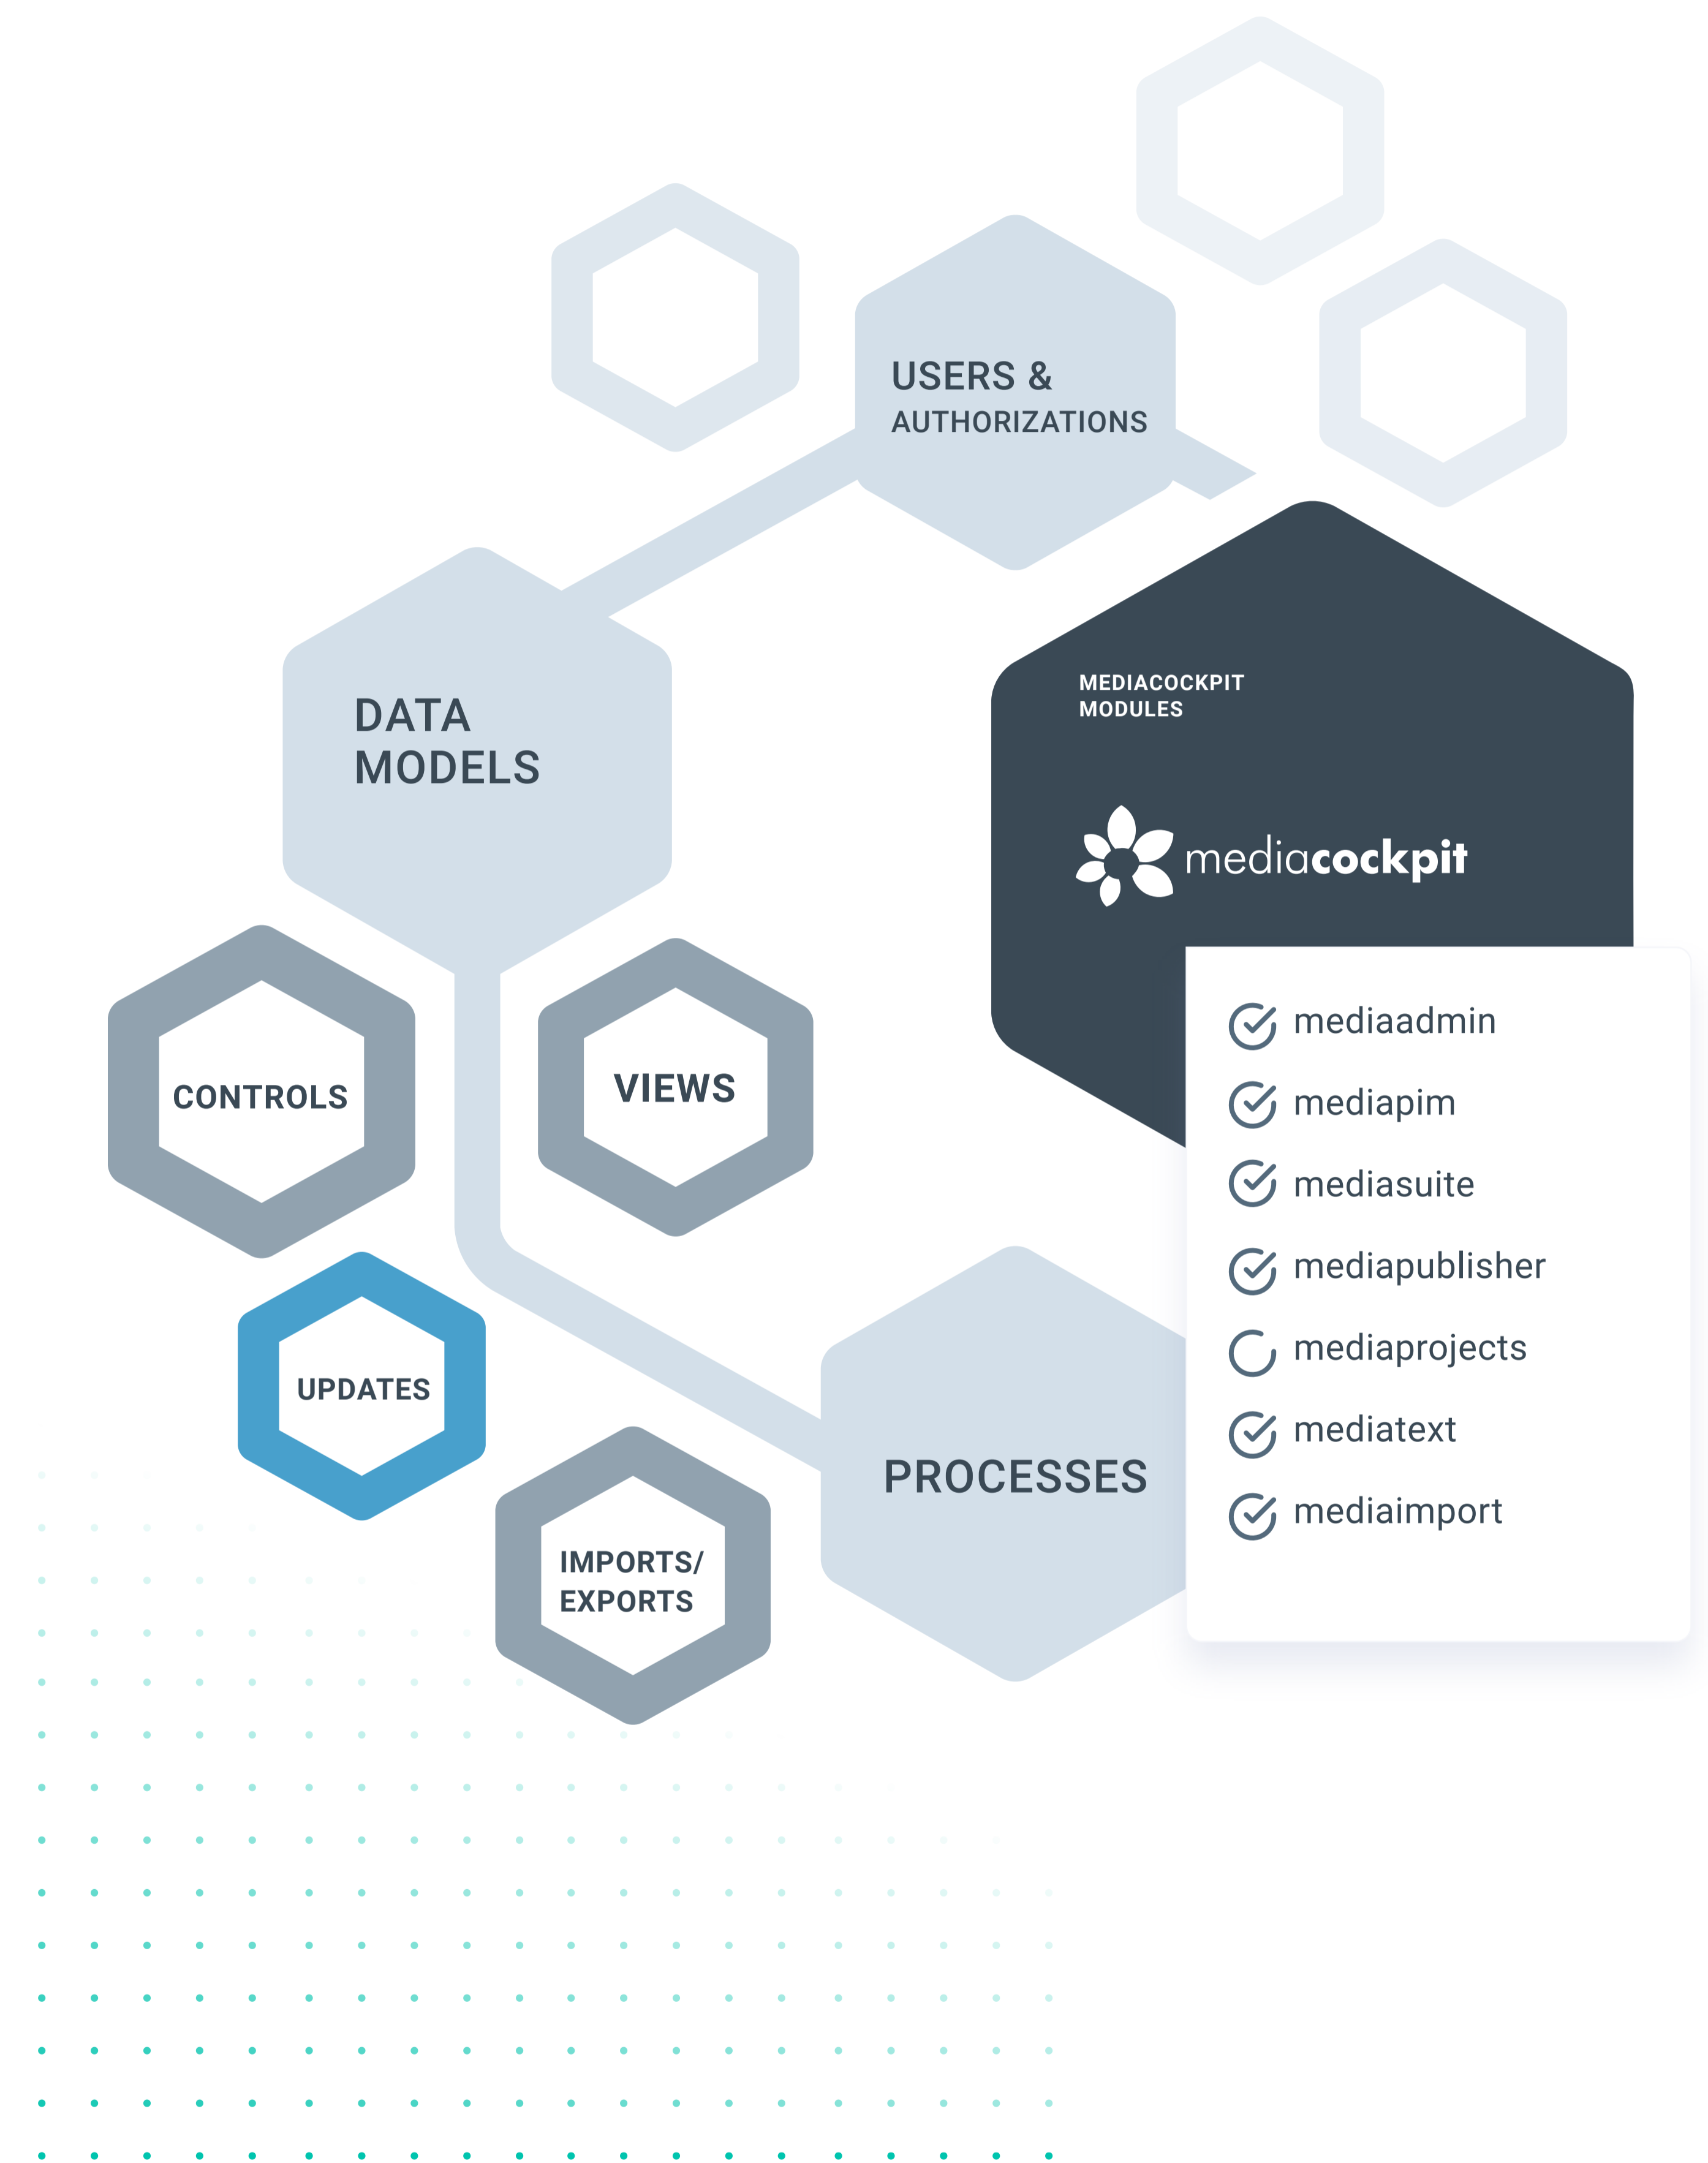 USERS &
AUTHORIZATIONS
DATA
MODELS
MEDIACOCKPIT
MODULES
mediacockpit
CONTROLS
VIEWS
UPDATES
IMPORTS/
EXPORTS
PROCESSES
mediaadmin
mediapim
mediasuite
mediapublisher
mediaprojects
mediatext
mediaimport